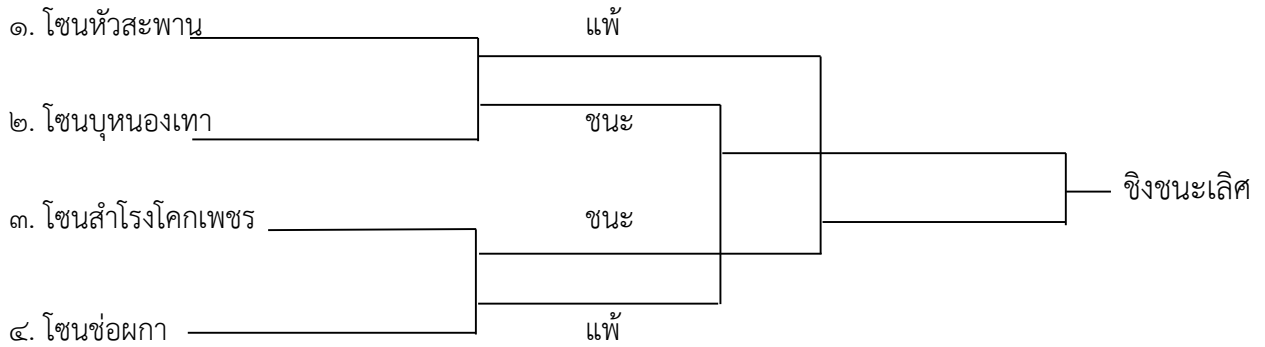 ๑. โซนหัวสะพาน แพ้
๒. โซนบุหนองเทา ชนะ
ชิงชนะเลิศ
๓. โซนสำโรงโคกเพชร ชนะ
๔. โซนช่อผกา แพ้